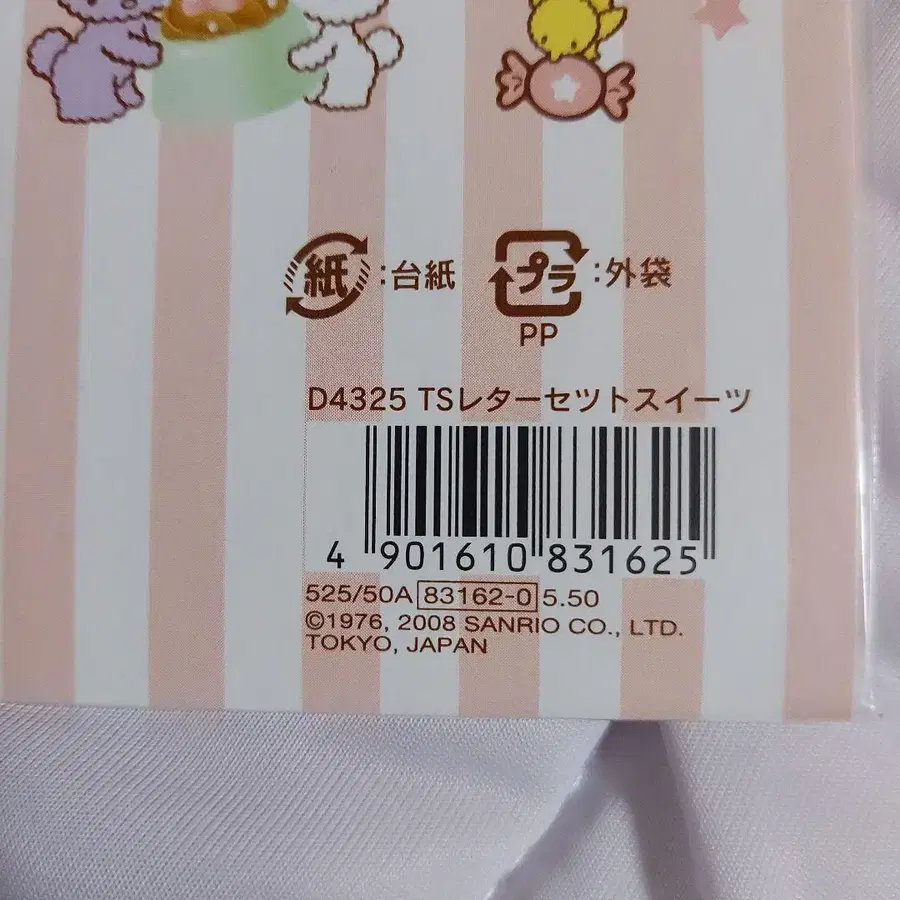 紙:台紙 プラ:外袋
PP
D4325 TSレターセットスイーツ
4 901610 831625
525/50A 83162-0 5.50
©1976, 2008 SANRIO CO., LTD.
TOKYO, JAPAN